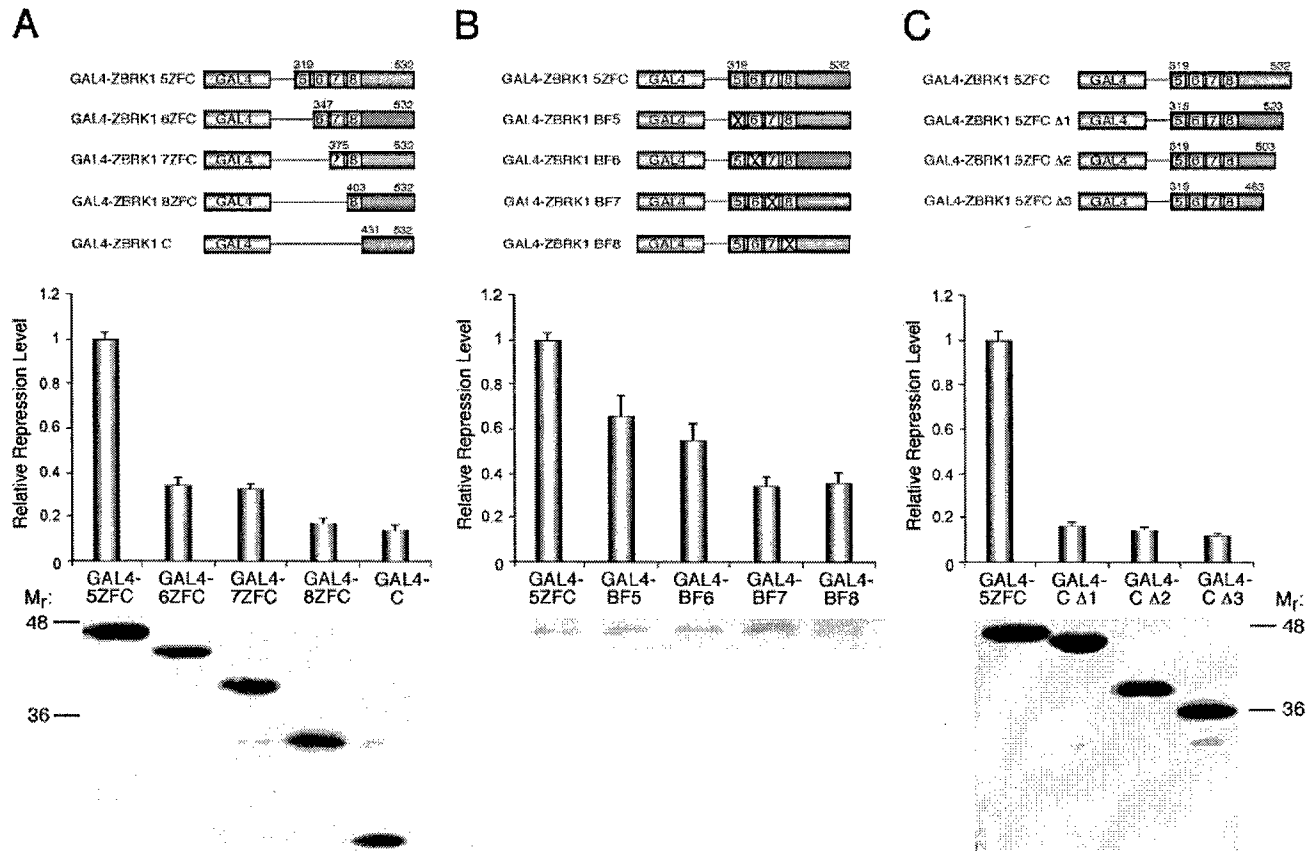 A
GAL4-ZBRK1 5ZFC GAL4 319 532 5 6 7 8
GAL4-ZBRK1 6ZFC GAL4 347 532 6 7 8
GAL4-ZBRK1 7ZFC GAL4 375 532 7 8
GAL4-ZBRK1 8ZFC GAL4 403 532 8
GAL4-ZBRK1 C GAL4 431 532
Relative Repression Level
1.2
1
0.8
0.6
0.4
0.2
0
GAL4-5ZFC GAL4-6ZFC GAL4-7ZFC GAL4-8ZFC GAL4-C
Mr:
48
36
B
GAL4-ZBRK1 5ZFC GAL4 319 532 5 6 7 8
GAL4-ZBRK1 BF5 GAL4 X 6 7 8
GAL4-ZBRK1 BF6 GAL4 5 X 7 8
GAL4-ZBRK1 BF7 GAL4 5 6 X 8
GAL4-ZBRK1 BF8 GAL4 5 6 7 X
Relative Repression Level
1.2
1
0.8
0.6
0.4
0.2
0
GAL4-5ZFC GAL4-BF5 GAL4-BF6 GAL4-BF7 GAL4-BF8
C
GAL4-ZBRK1 5ZFC GAL4 319 532 5 6 7 8
GAL4-ZBRK1 5ZFC Δ1 GAL4 523 5 6 7 8
GAL4-ZBRK1 5ZFC Δ2 GAL4 319 503 5 6 7 8
GAL4-ZBRK1 5ZFC Δ3 GAL4 319 5 6 7 8
Relative Repression Level
1.2
1
0.8
0.6
0.4
0.2
0
GAL4-5ZFC GAL4-C Δ1 GAL4-C Δ2 GAL4-C Δ3
Mr:
48
36